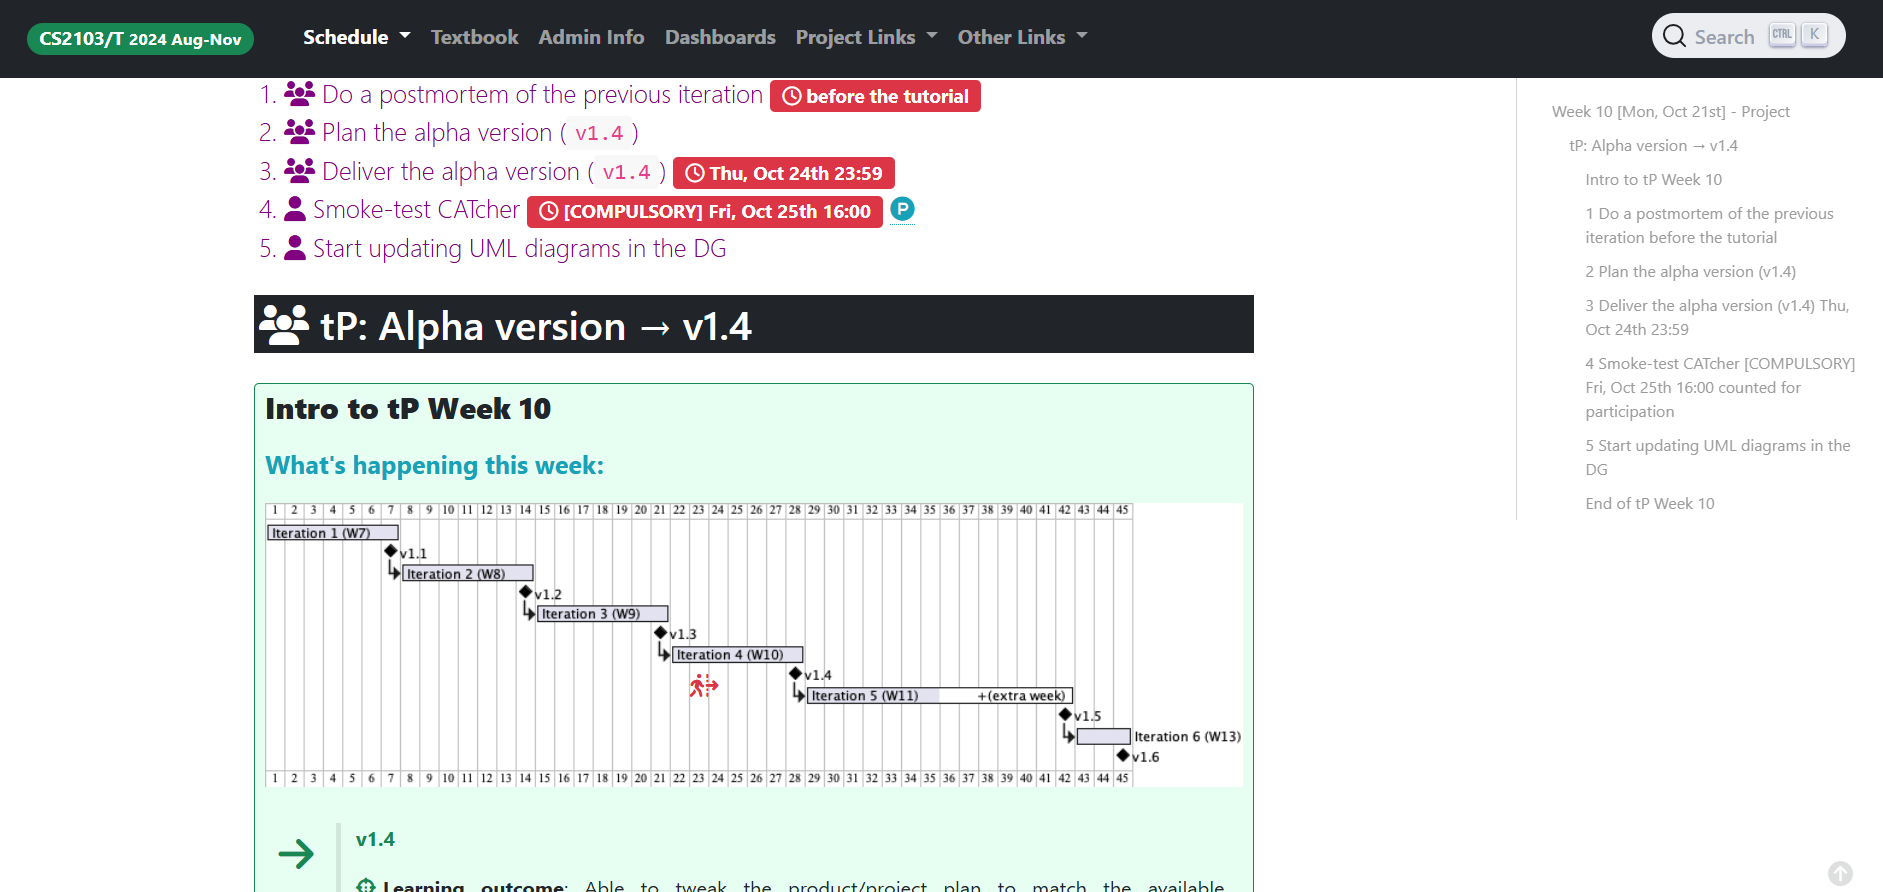 CS2103/T 2024 Aug-Nov
Schedule Textbook Admin Info Dashboards Project Links Other Links
Search CTRL K
1. Do a postmortem of the previous iteration before the tutorial
2. Plan the alpha version ( v1.4 )
3. Deliver the alpha version ( v1.4 ) Thu, Oct 24th 23:59
4. Smoke-test CATcher [COMPULSORY] Fri, Oct 25th 16:00 P
5. Start updating UML diagrams in the DG
tP: Alpha version → v1.4
Intro to tP Week 10
What's happening this week:
1 2 3 4 5 6 7 8 9 10 11 12 13 14 15 16 17 18 19 20 21 22 23 24 25 26 27 28 29 30 31 32 33 34 35 36 37 38 39 40 41 42 43 44 45
Iteration 1 (W7)
v1.1
Iteration 2 (W8)
v1.2
Iteration 3 (W9)
v1.3
Iteration 4 (W10)
v1.4
Iteration 5 (W11) +(extra week)
v1.5
Iteration 6 (W13)
v1.6
1 2 3 4 5 6 7 8 9 10 11 12 13 14 15 16 17 18 19 20 21 22 23 24 25 26 27 28 29 30 31 32 33 34 35 36 37 38 39 40 41 42 43 44 45
v1.4
Learning outcome: Able to tweak the product/project plan to match the available
Week 10 [Mon, Oct 21st] - Project
tP: Alpha version → v1.4
Intro to tP Week 10
1 Do a postmortem of the previous
iteration before the tutorial
2 Plan the alpha version (v1.4)
3 Deliver the alpha version (v1.4) Thu,
Oct 24th 23:59
4 Smoke-test CATcher [COMPULSORY]
Fri, Oct 25th 16:00 counted for
participation
5 Start updating UML diagrams in the
DG
End of tP Week 10